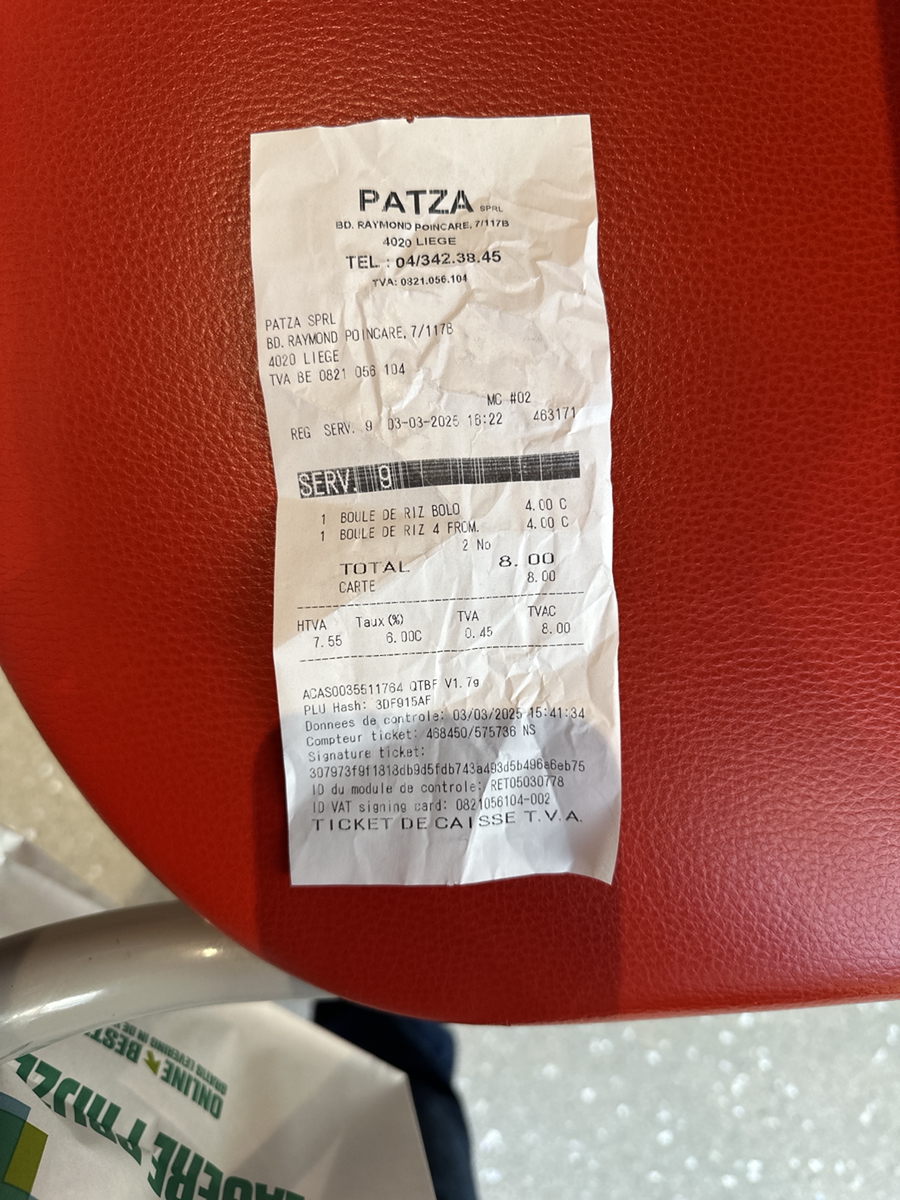 PATZA SPRL
BD. RAYMOND POINCARE, 7/117B
4020 LIEGE
TEL : 04/342.38.45
TVA: 0821.056.104
PATZA SPRL
BD. RAYMOND POINCARE, 7/117B
4020 LIEGE
TVA BE 0821 056 104
MC #02
REG SERV. 9 03-03-2025 16:22 463171
SERV. 9
1 BOULE DE RIZ BOLO 4.00 C
1 BOULE DE RIZ 4 FROM. 4.00 C
2 No
TOTAL 8.00
CARTE 8.00
HTVA Taux (%) TVA TVAC
7.55 6.00C 0.45 8.00
ACAS0035511764 QTBF V1.7g
PLU Hash: 3DF915AF
Donnees de controle: 03/03/2025 15:41:34
Compteur ticket: 468450/575736 NS
Signature ticket:
307973f9f1818db9d5fdb743a493d5b496e6eb75
ID du module de controle: RET05030778
ID VAT signing card: 0821056104-002
TICKET DE CAISSE T.V.A.
ONLINE BEST
GRATIS LEVERING IN DE